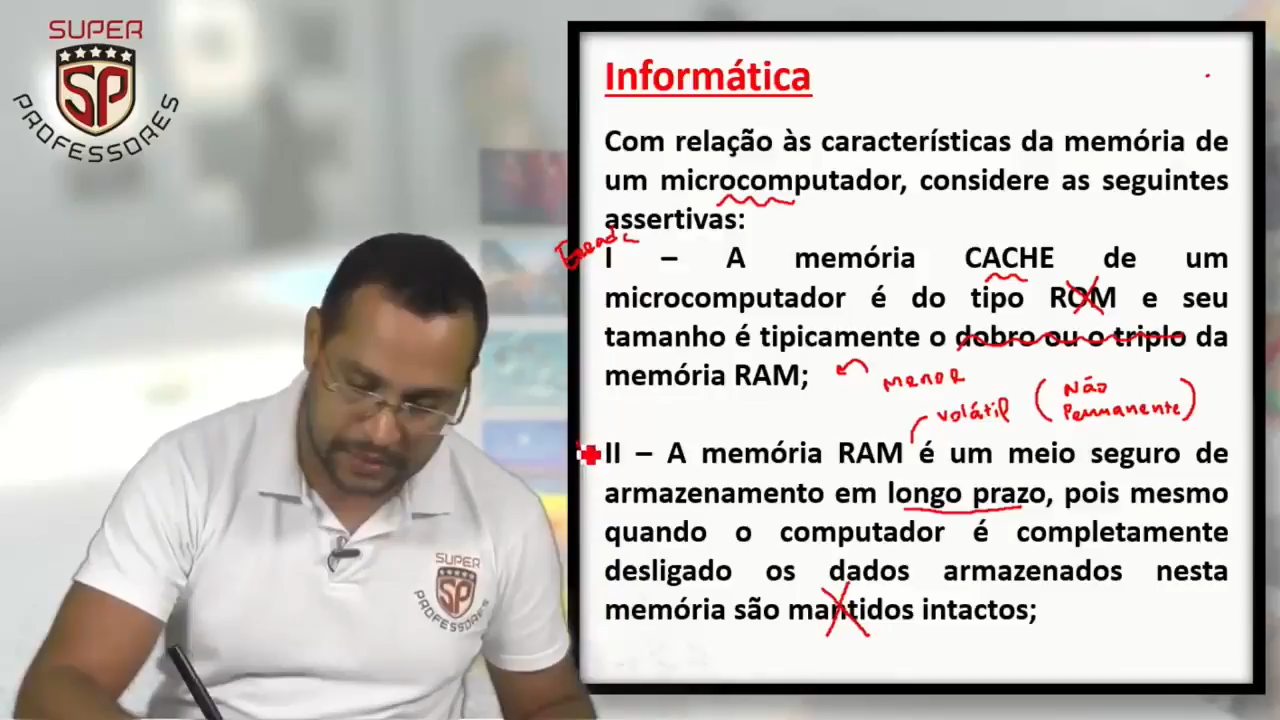 SUPER
SP
PROFESSORES
Informática
Com relação às características da memória de
um microcomputador, considere as seguintes
assertivas:
I – A memória CACHE de um
microcomputador é do tipo ROM e seu
tamanho é tipicamente o dobro ou o triplo da
memória RAM;
Menor
volátil (Não
Permanente)
II – A memória RAM é um meio seguro de
armazenamento em longo prazo, pois mesmo
quando o computador é completamente
desligado os dados armazenados nesta
memória são mantidos intactos;
SUPER
SP
PROFESSORES